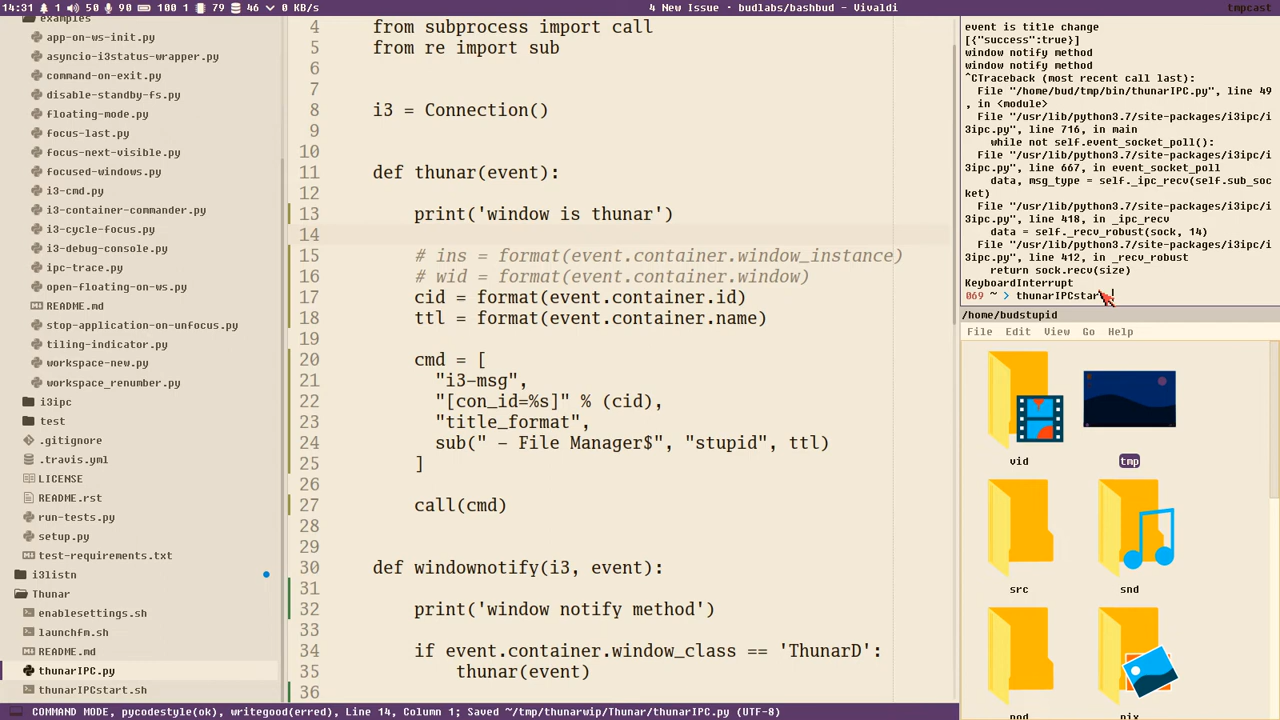 14:31 1 50 90 100 1 79 46 0 KB/s
4 New Issue · budlabs/bashbud - Vivaldi
tmpcast
examples
app-on-ws-init.py
asyncio-i3status-wrapper.py
command-on-exit.py
disable-standby-fs.py
floating-mode.py
focus-last.py
focus-next-visible.py
focused-windows.py
i3-cmd.py
i3-container-commander.py
i3-cycle-focus.py
i3-debug-console.py
ipc-trace.py
README.md
stop-application-on-unfocus.py
tiling-indicator.py
workspace-new.py
workspace_renumber.py
i3ipc
test
.gitignore
.travis.yml
LICENSE
README.rst
run-tests.py
setup.py
test-requirements.txt
i3listn
Thunar
enablesettings.sh
launchfm.sh
README.md
thunarIPC.py
thunarIPCstart.sh
4 from subprocess import call
5 from re import sub
6
7
8 i3 = Connection()
9
10
11 def thunar(event):
12
13 print('window is thunar')
14
15 # ins = format(event.container.window_instance)
16 # wid = format(event.container.window)
17 cid = format(event.container.id)
18 ttl = format(event.container.name)
19
20 cmd = [
21 "i3-msg",
22 "[con_id=%s]" % (cid),
23 "title_format",
24 sub(" - File Manager$", "stupid", ttl)
25 ]
26
27 call(cmd)
28
29
30 def windownotify(i3, event):
31
32 print('window notify method')
33
34 if event.container.window_class == 'ThunarD':
35 thunar(event)
36
event is title change
[{"success":true}]
window notify method
window notify method
^CTraceback (most recent call last):
File "/home/bud/tmp/bin/thunarIPC.py", line 49
, in <module>
File "/usr/lib/python3.7/site-packages/i3ipc/i
3ipc.py", line 716, in main
while not self.event_socket_poll():
File "/usr/lib/python3.7/site-packages/i3ipc/i
3ipc.py", line 667, in event_socket_poll
data, msg_type = self._ipc_recv(self.sub_soc
ket)
File "/usr/lib/python3.7/site-packages/i3ipc/i
3ipc.py", line 418, in _ipc_recv
data = self._recv_robust(sock, 14)
File "/usr/lib/python3.7/site-packages/i3ipc/i
3ipc.py", line 412, in _recv_robust
return sock.recv(size)
KeyboardInterrupt
069 ~ > thunarIPCstar
/home/budstupid
File Edit View Go Help
vid
tmp
src
snd
pod
pix
COMMAND MODE, pycodestyle(ok), writegood(erred), Line 14, Column 1; Saved ~/tmp/thunarwip/Thunar/thunarIPC.py (UTF-8)